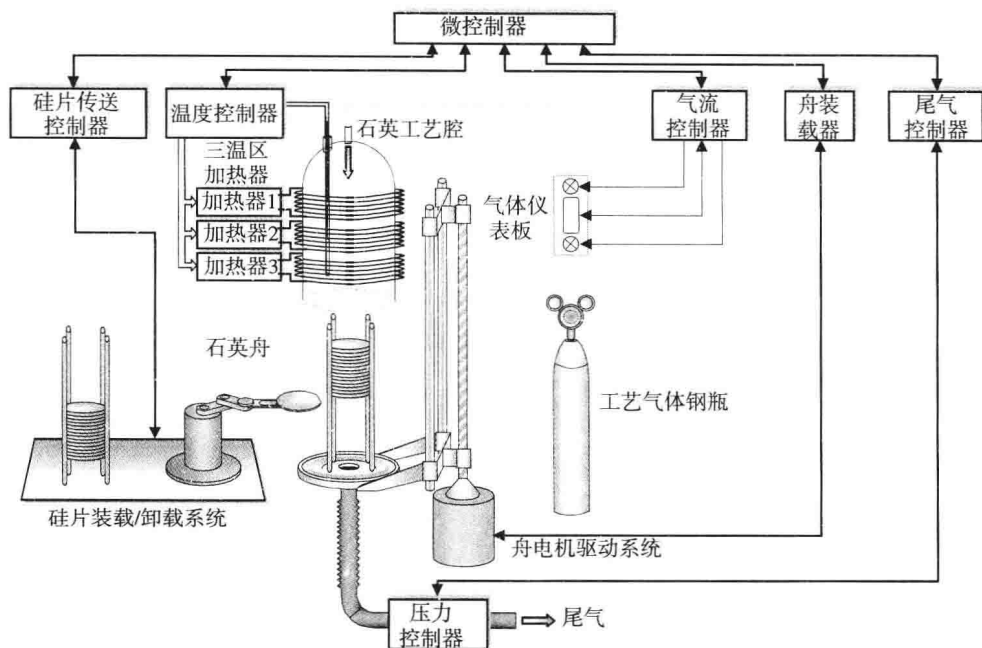 微控制器
硅片传送
控制器
温度控制器
石英工艺腔
气流
控制器
舟装
载器
尾气
控制器
三温区
加热器
加热器1
加热器2
加热器3
气体仪
表板
石英舟
工艺气体钢瓶
硅片装载/卸载系统
舟电机驱动系统
压力
控制器
尾气